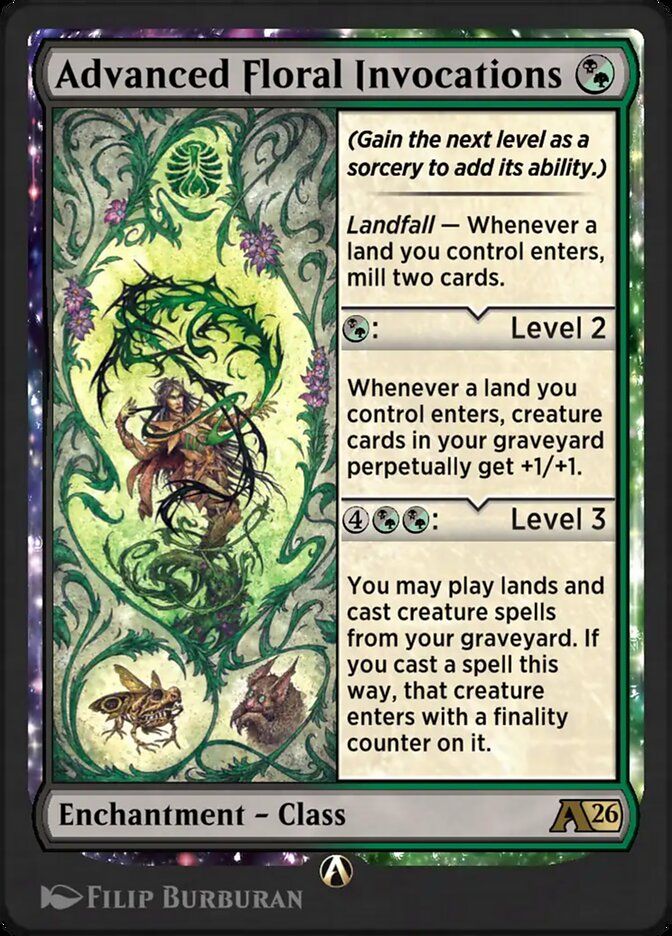 Advanced Floral Invocations
(Gain the next level as a
sorcery to add its ability.)
Landfall — Whenever a
land you control enters,
mill two cards.
: Level 2
Whenever a land you
control enters, creature
cards in your graveyard
perpetually get +1/+1.
4: Level 3
You may play lands and
cast creature spells
from your graveyard. If
you cast a spell this
way, that creature
enters with a finality
counter on it.
Enchantment – Class
A26
Filip Burburan